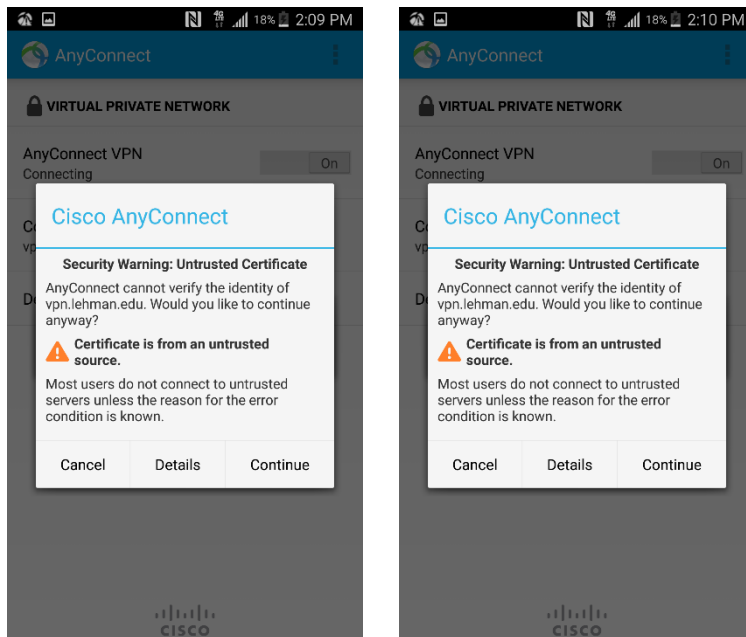 4G
LTE
18%
2:09 PM
AnyConnect
VIRTUAL PRIVATE NETWORK
AnyConnect VPN
On
Connecting
Cisco AnyConnect
Security Warning: Untrusted Certificate
AnyConnect cannot verify the identity of
vpn.lehman.edu. Would you like to continue
anyway?
Certificate is from an untrusted
source.
Most users do not connect to untrusted
servers unless the reason for the error
condition is known.
Cancel Details Continue
CISCO
4G
LTE
18%
2:10 PM
AnyConnect
VIRTUAL PRIVATE NETWORK
AnyConnect VPN
On
Connecting
Cisco AnyConnect
Security Warning: Untrusted Certificate
AnyConnect cannot verify the identity of
vpn.lehman.edu. Would you like to continue
anyway?
Certificate is from an untrusted
source.
Most users do not connect to untrusted
servers unless the reason for the error
condition is known.
Cancel Details Continue
CISCO